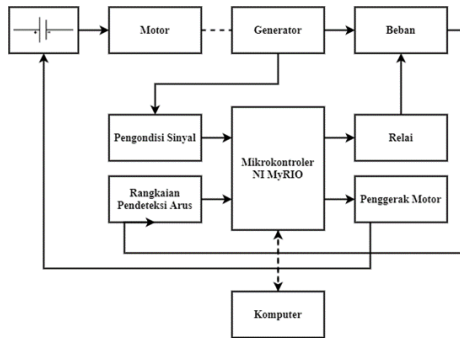 Motor
Generator
Beban
Pengondisi Sinyal
Mikrokontroler
NI MyRIO
Relai
Rangkaian
Pendeteksi Arus
Penggerak Motor
Komputer